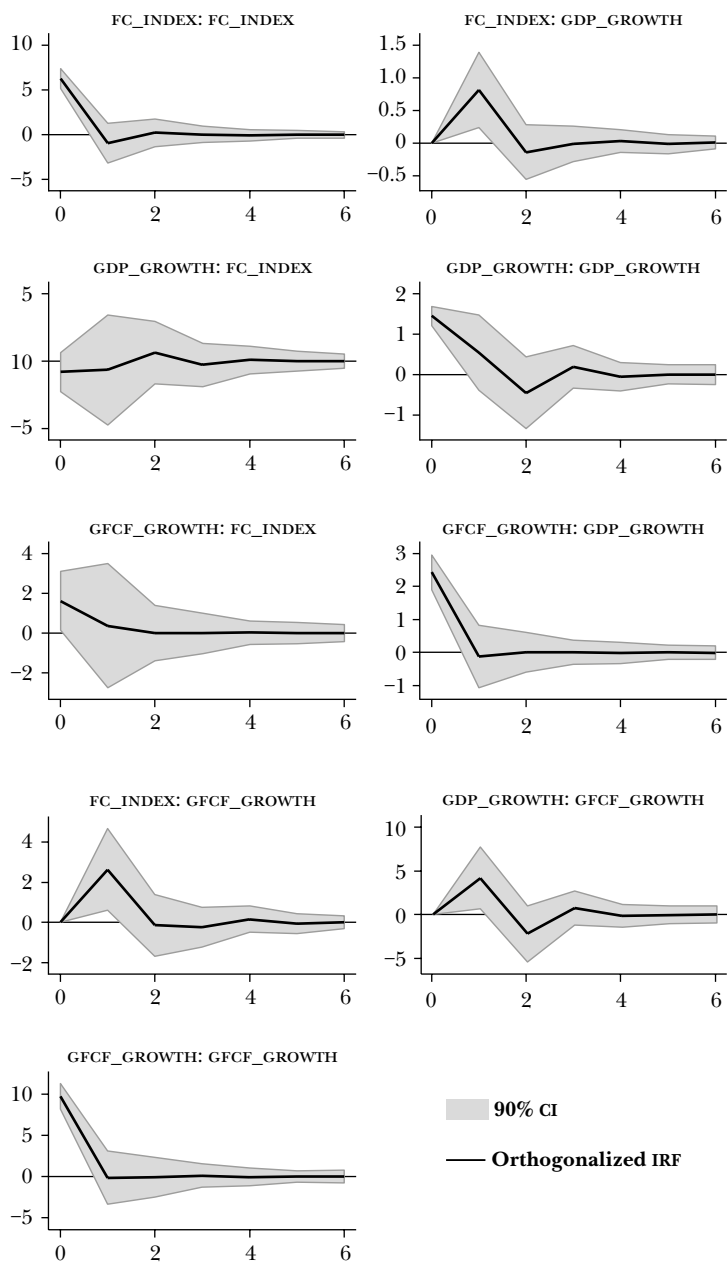 FC_INDEX: FC_INDEX
10
5
0
−5
0 2 4 6
FC_INDEX: GDP_GROWTH
1.5
1.0
0.5
0
−0.5
0 2 4 6
GDP_GROWTH: FC_INDEX
5
10
−5
0 2 4 6
GDP_GROWTH: GDP_GROWTH
2
1
0
−1
0 2 4 6
GFCF_GROWTH: FC_INDEX
4
2
0
−2
0 2 4 6
GFCF_GROWTH: GDP_GROWTH
3
2
1
0
−1
0 2 4 6
FC_INDEX: GFCF_GROWTH
4
2
0
−2
0 2 4 6
GDP_GROWTH: GFCF_GROWTH
10
5
0
−5
0 2 4 6
GFCF_GROWTH: GFCF_GROWTH
10
5
0
−5
0 2 4 6
90% CI
Orthogonalized IRF